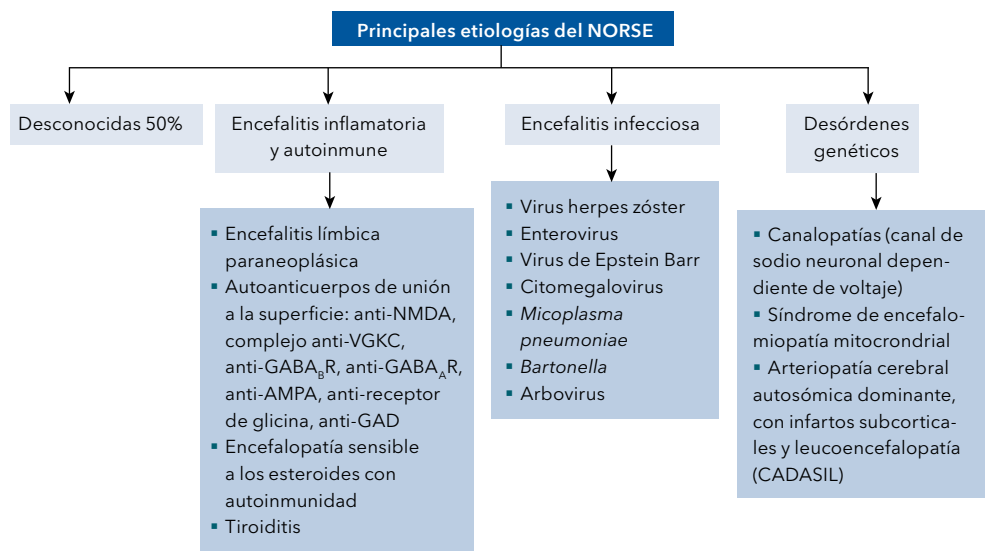 Principales etiologías del NORSE
Desconocidas 50%
Encefalitis inflamatoria
y autoinmune
Encefalitis infecciosa
Desórdenes
genéticos
▪ Encefalitis límbica
paraneoplásica
▪ Autoanticuerpos de unión
a la superficie: anti-NMDA,
complejo anti-VGKC,
anti-GABA_BR, anti-GABA_AR,
anti-AMPA, anti-receptor
de glicina, anti-GAD
▪ Encefalopatía sensible
a los esteroides con
autoinmunidad
▪ Tiroiditis
▪ Virus herpes zóster
▪ Enterovirus
▪ Virus de Epstein Barr
▪ Citomegalovirus
▪ Micoplasma
pneumoniae
▪ Bartonella
▪ Arbovirus
▪ Canalopatías (canal de
sodio neuronal depen-
diente de voltaje)
▪ Síndrome de encefalo-
miopatía mitocrondrial
▪ Arteriopatía cerebral
autosómica dominante,
con infartos subcortica-
les y leucoencefalopatía
(CADASIL)